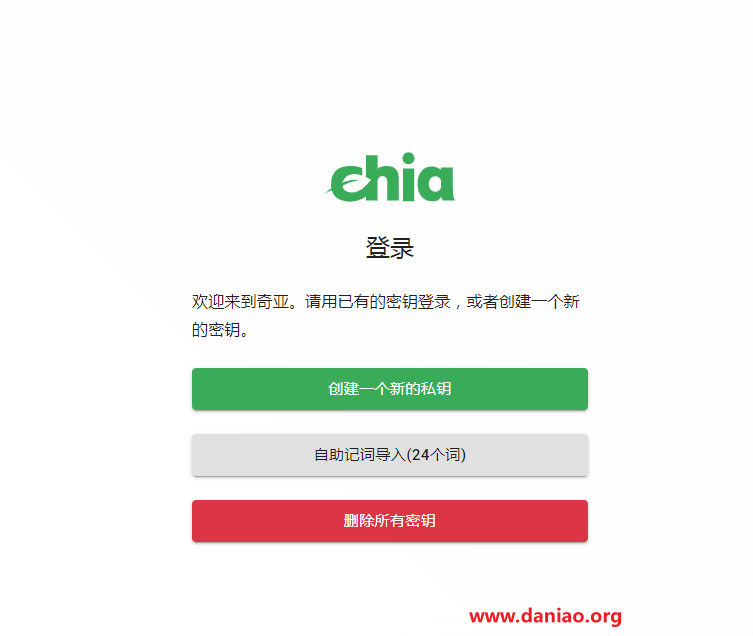 chia
登录
欢迎来到奇亚。请用已有的密钥登录，或者创建一个新
的密钥。
创建一个新的私钥
自助记词导入(24个词)
删除所有密钥
www.daniao.org